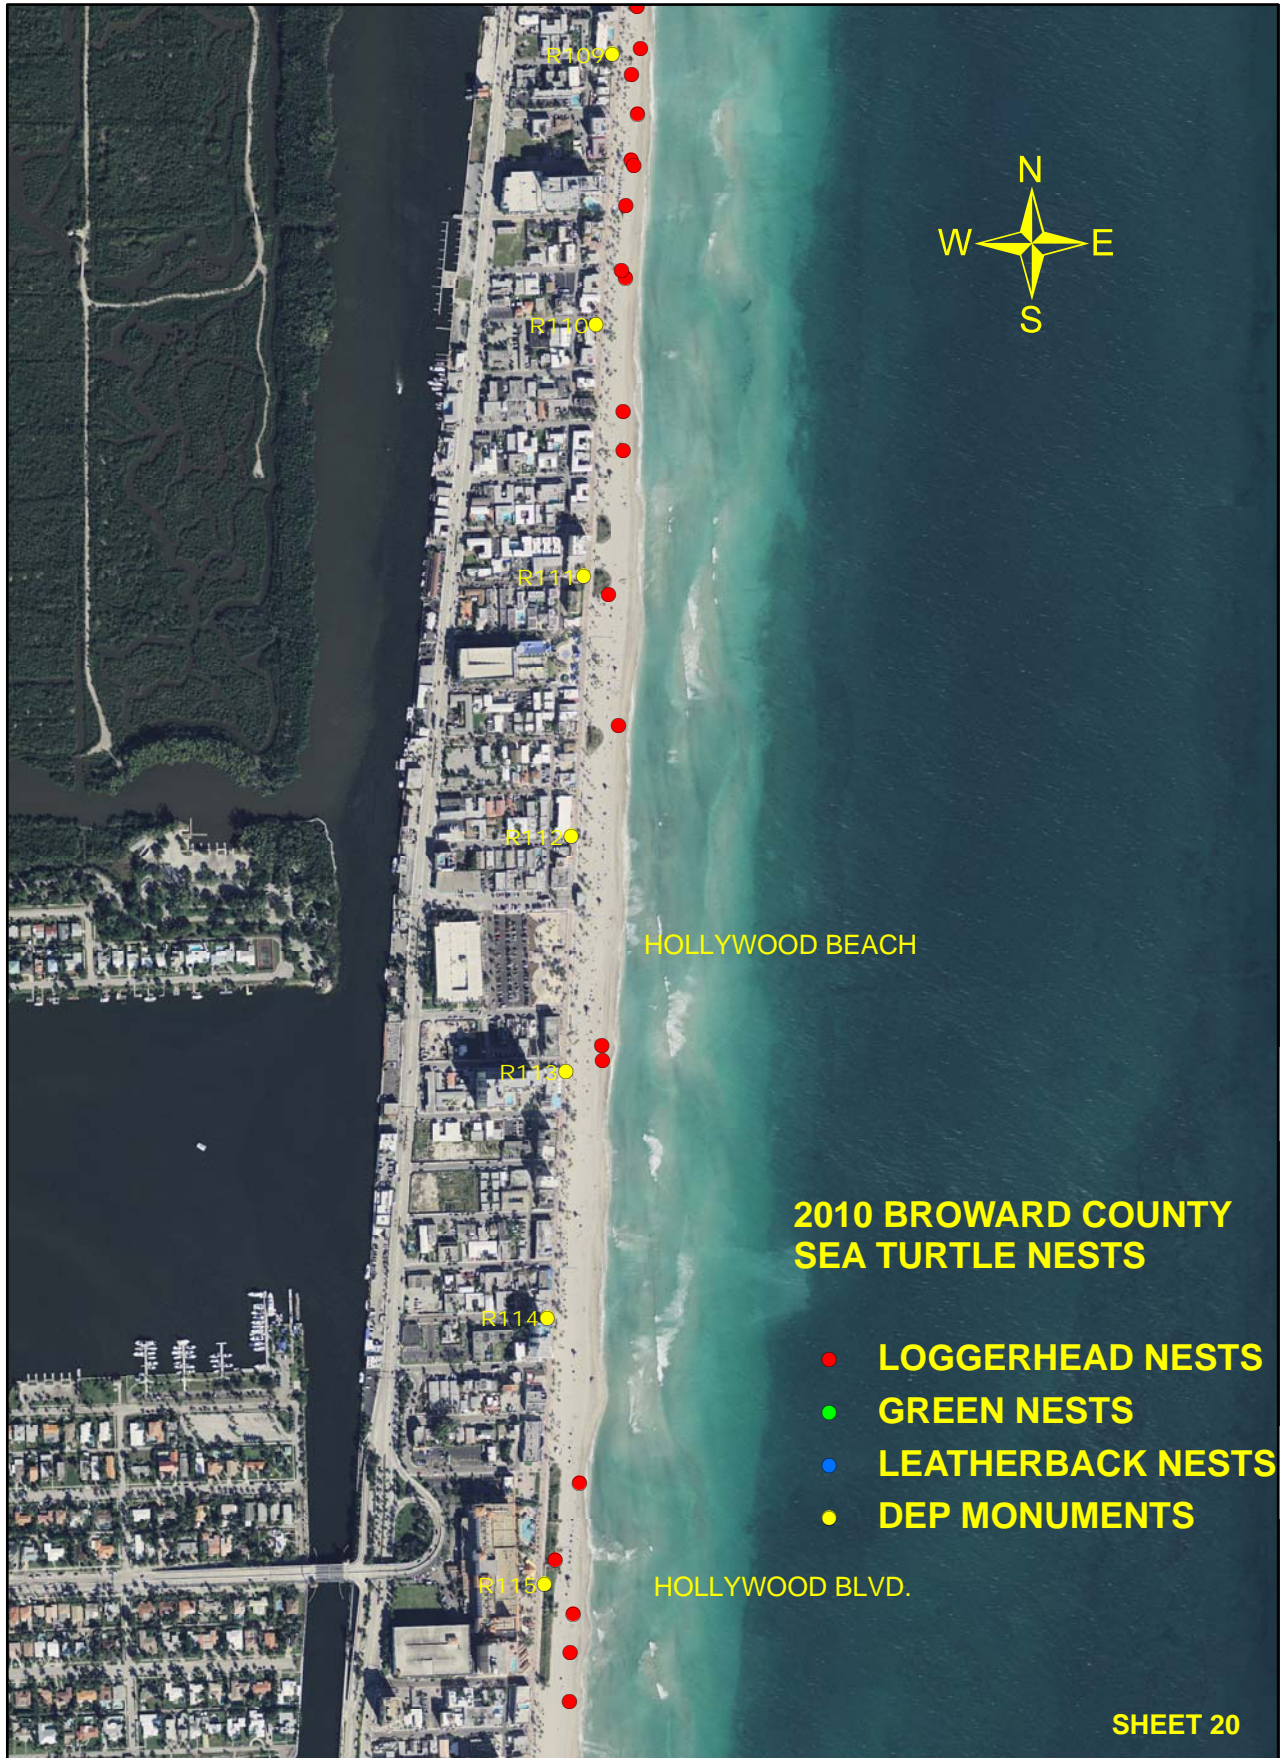 R109
N
W E
S
R110
R111
R112
HOLLYWOOD BEACH
R113
2010 BROWARD COUNTY
SEA TURTLE NESTS
R114
LOGGERHEAD NESTS
GREEN NESTS
LEATHERBACK NESTS
DEP MONUMENTS
R115
HOLLYWOOD BLVD.
SHEET 20